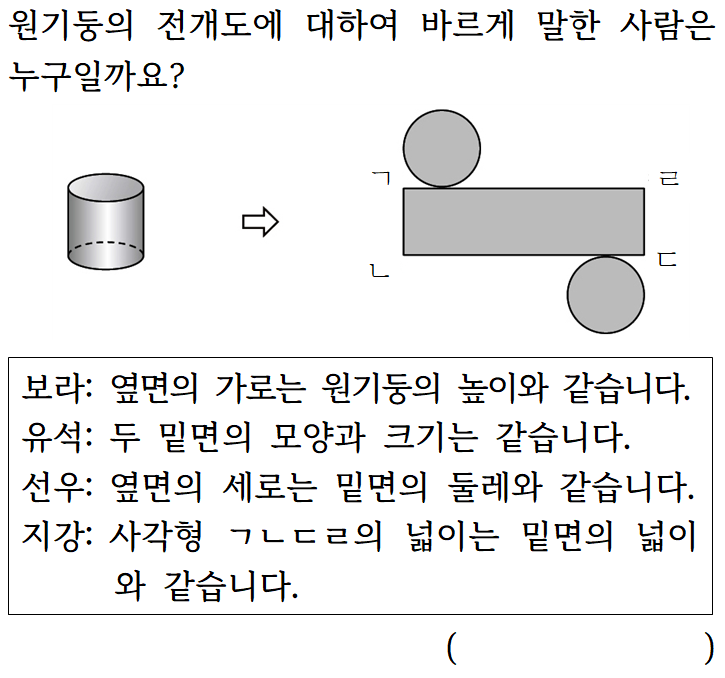 원기둥의 전개도에 대하여 바르게 말한 사람은
누구일까요?
ㄱ ㄹ
ㄴ ㄷ
보라: 옆면의 가로는 원기둥의 높이와 같습니다.
유석: 두 밑면의 모양과 크기는 같습니다.
선우: 옆면의 세로는 밑면의 둘레와 같습니다.
지강: 사각형 ㄱㄴㄷㄹ의 넓이는 밑면의 넓이
와 같습니다.
( )